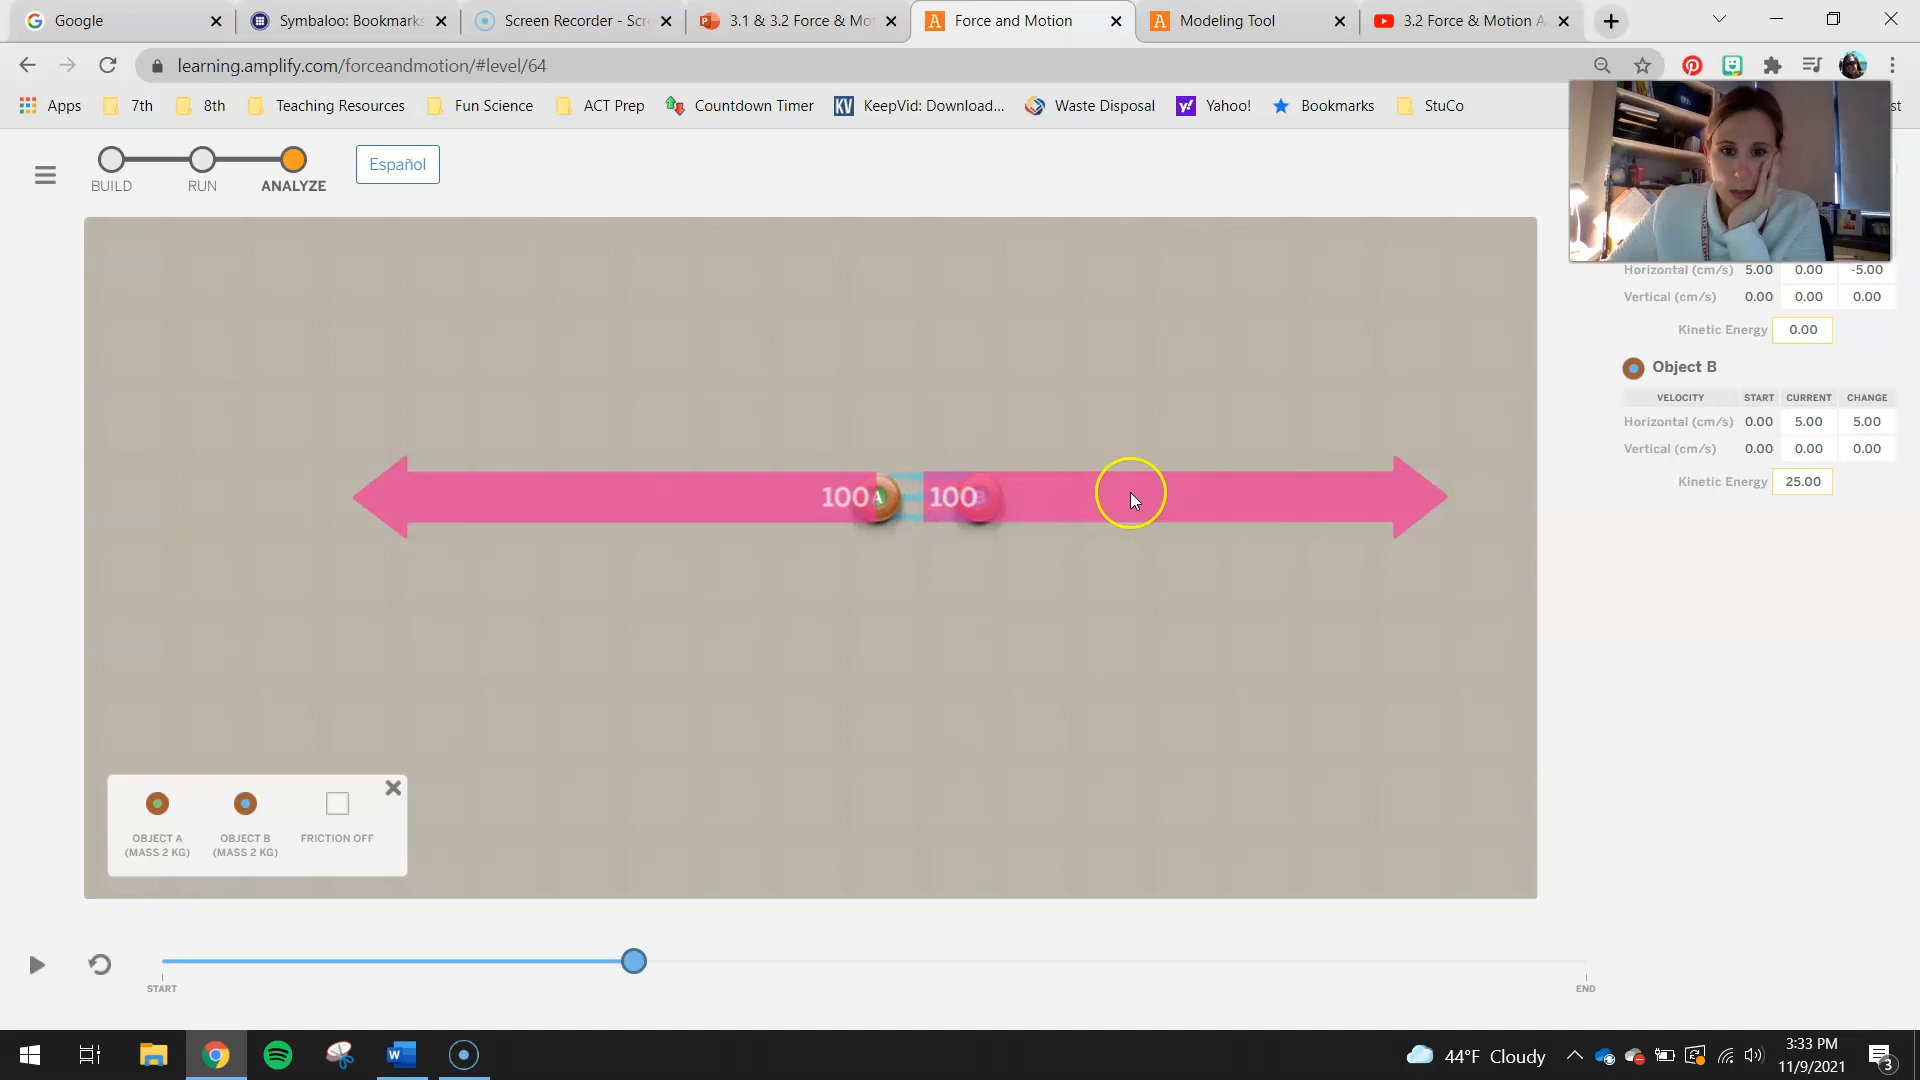 Google
Symbaloo: Bookmarks
Screen Recorder - Scr
3.1 & 3.2 Force & Mot
Force and Motion
Modeling Tool
3.2 Force & Motion A
learning.amplify.com/forceandmotion/#level/64
Apps
7th
8th
Teaching Resources
Fun Science
ACT Prep
Countdown Timer
KV KeepVid: Download...
Waste Disposal
Yahoo!
Bookmarks
StuCo
st
BUILD
RUN
ANALYZE
Español
Horizontal (cm/s) 5.00 0.00 -5.00
Vertical (cm/s) 0.00 0.00 0.00
Kinetic Energy 0.00
Object B
VELOCITY START CURRENT CHANGE
Horizontal (cm/s) 0.00 5.00 5.00
Vertical (cm/s) 0.00 0.00 0.00
Kinetic Energy 25.00
100 A 100 B
OBJECT A
(MASS 2 KG)
OBJECT B
(MASS 2 KG)
FRICTION OFF
START
END
44°F Cloudy
3:33 PM
11/9/2021
3